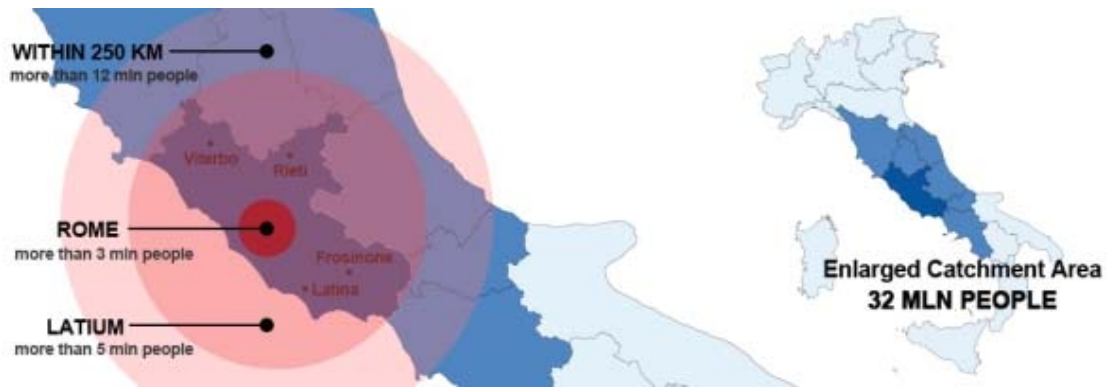 WITHIN 250 KM
more than 12 mln people
Viterbo
Rieti
ROME
more than 3 mln people
Frosinone
Latina
LATIUM
more than 5 mln people
Enlarged Catchment Area
32 MLN PEOPLE